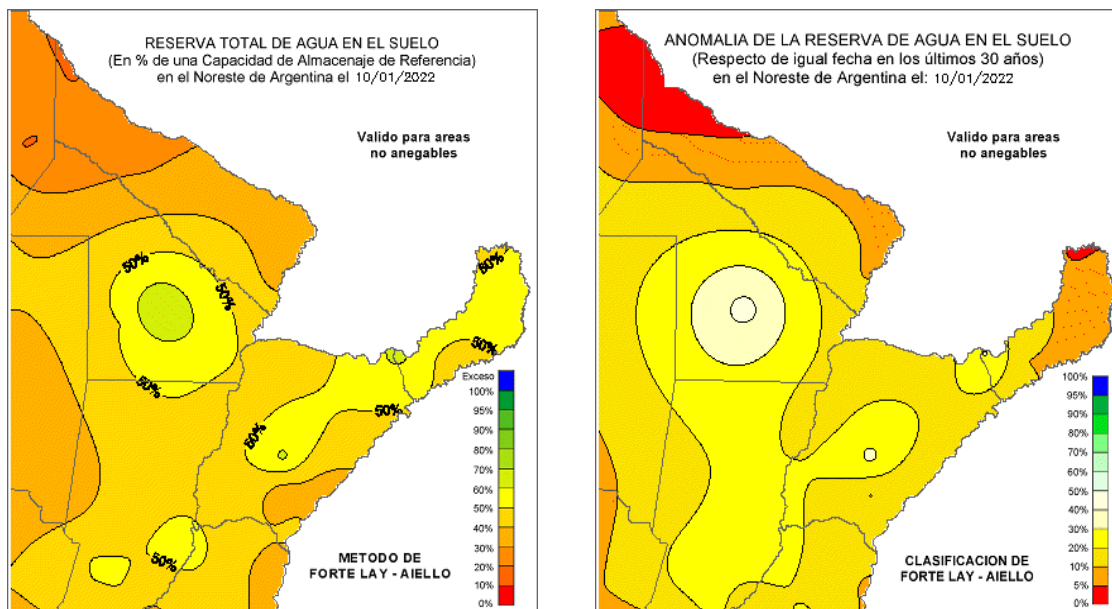 RESERVA TOTAL DE AGUA EN EL SUELO
(En % de una Capacidad de Almacenaje de Referencia)
en el Noreste de Argentina el 10/01/2022
Valido para areas
no anegables
50%
50%
50%
50%
50%
50%
50%
50%
Exceso
100%
95%
90%
80%
70%
60%
50%
40%
30%
20%
10%
0%
METODO DE
FORTE LAY - AIELLO
ANOMALIA DE LA RESERVA DE AGUA EN EL SUELO
(Respecto de igual fecha en los últimos 30 años)
en el Noreste de Argentina el: 10/01/2022
Valido para areas
no anegables
100%
95%
90%
80%
70%
60%
50%
40%
30%
20%
10%
5%
0%
CLASIFICACION DE
FORTE LAY - AIELLO